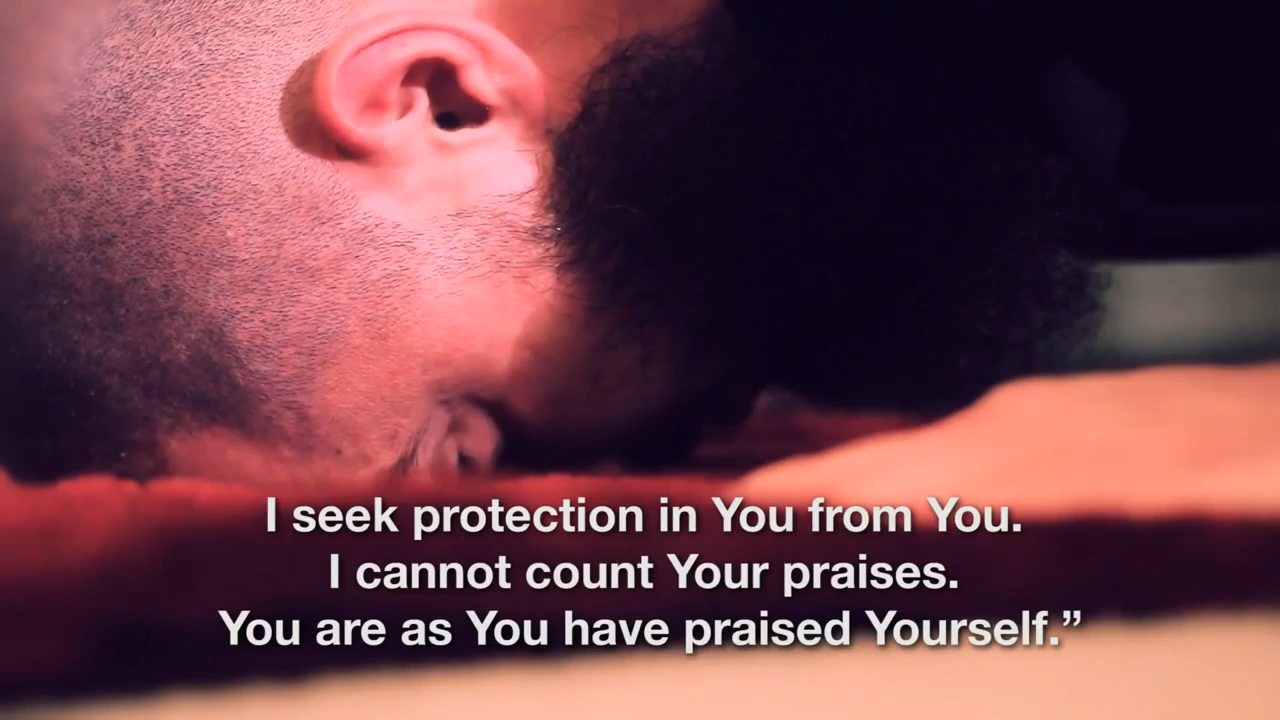 I seek protection in You from You.
I cannot count Your praises.
You are as You have praised Yourself.”